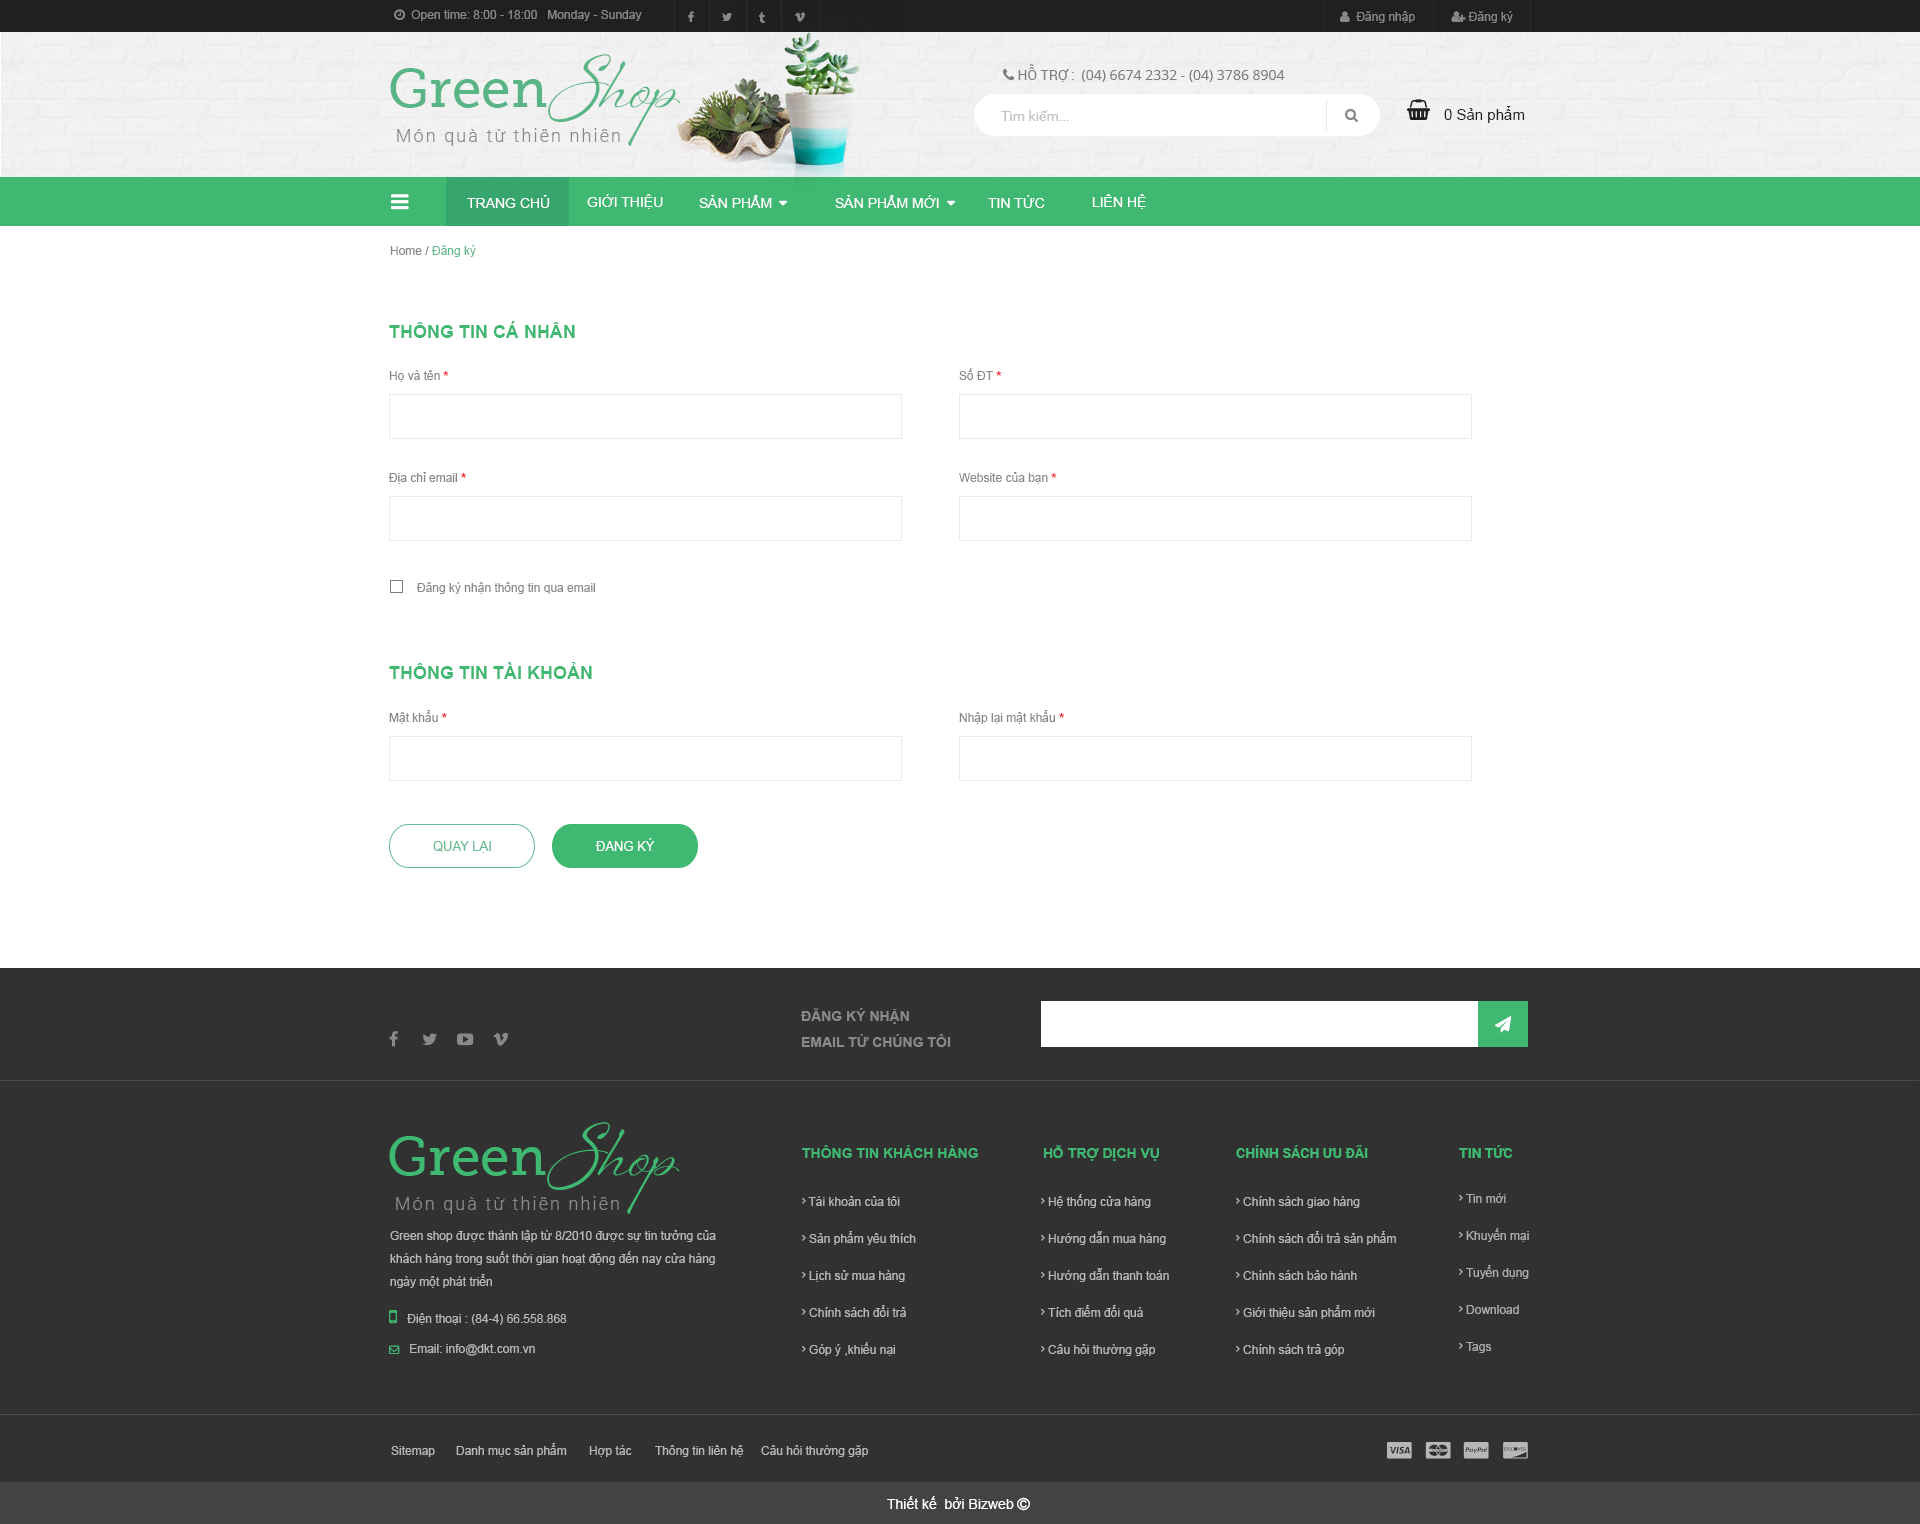 Open time: 8:00 - 18:00 Monday - Sunday
Đăng nhập
Đăng ký
Green Shop
Món quà từ thiên nhiên
HỖ TRỢ : (04) 6674 2332 - (04) 3786 8904
Tìm kiếm...
0 Sản phẩm
TRANG CHỦ
GIỚI THIỆU
SẢN PHẨM
SẢN PHẨM MỚI
TIN TỨC
LIÊN HỆ
Home / Đăng ký
THÔNG TIN CÁ NHÂN
Họ và tên *
Số ĐT *
Địa chỉ email *
Website của bạn *
Đăng ký nhận thông tin qua email
THÔNG TIN TÀI KHOẢN
Mật khẩu *
Nhập lại mật khẩu *
QUAY LẠI
ĐANG KÝ
ĐĂNG KÝ NHẬN
EMAIL TỪ CHÚNG TÔI
Green Shop
Món quà từ thiên nhiên
Green shop được thành lập từ 8/2010 được sự tin tưởng của
khách hàng trong suốt thời gian hoạt động đến nay cửa hàng
ngày một phát triển
Điện thoại : (84-4) 66.558.868
Email: info@dkt.com.vn
THÔNG TIN KHÁCH HÀNG
› Tài khoản của tôi
› Sản phẩm yêu thích
› Lịch sử mua hàng
› Chính sách đổi trả
› Góp ý ,khiếu nại
HỖ TRỢ DỊCH VỤ
› Hệ thống cửa hàng
› Hướng dẫn mua hàng
› Hướng dẫn thanh toán
› Tích điểm đổi quà
› Câu hỏi thường gặp
CHÍNH SÁCH ƯU ĐÃI
› Chính sách giao hàng
› Chính sách đổi trả sản phẩm
› Chính sách bảo hành
› Giới thiệu sản phẩm mới
› Chính sách trả góp
TIN TỨC
› Tin mới
› Khuyến mại
› Tuyển dụng
› Download
› Tags
Sitemap
Danh mục sản phẩm
Hợp tác
Thông tin liên hệ
Câu hỏi thường gặp
VISA
PayPal
DISCOVER
Thiết kế bởi Bizweb ©